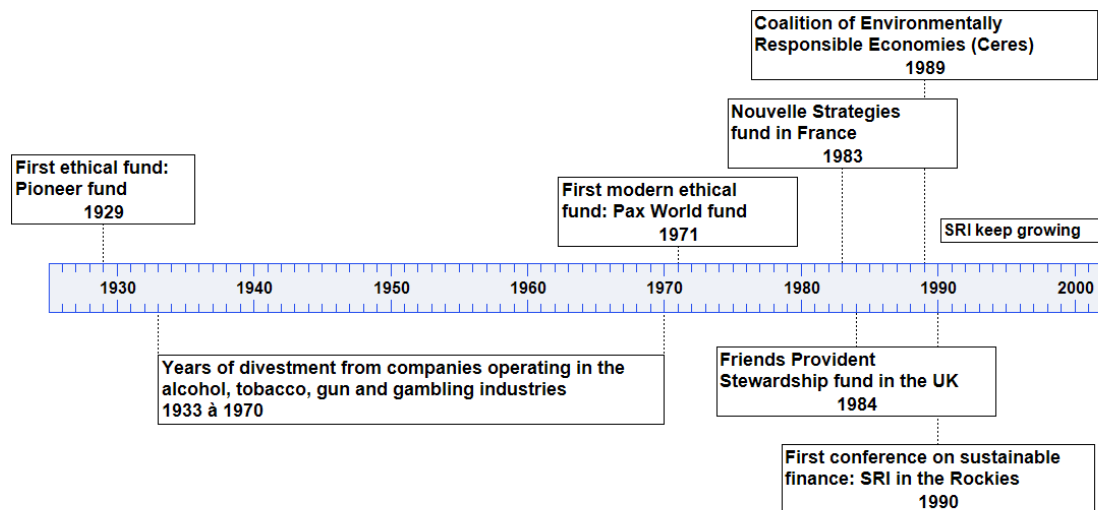 Coalition of Environmentally
Responsible Economies (Ceres)
1989
Nouvelle Strategies
fund in France
1983
First ethical fund:
Pioneer fund
1929
First modern ethical
fund: Pax World fund
1971
SRI keep growing
1930 1940 1950 1960 1970 1980 1990 2000
Years of divestment from companies operating in the
alcohol, tobacco, gun and gambling industries
1933 à 1970
Friends Provident
Stewardship fund in the UK
1984
First conference on sustainable
finance: SRI in the Rockies
1990